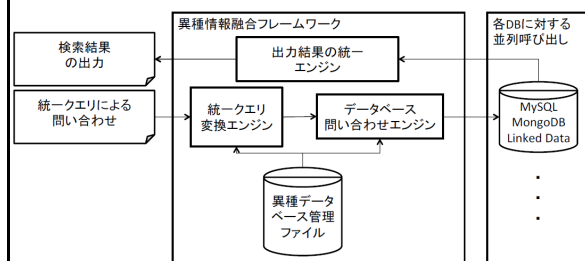 異種情報融合フレームワーク
各DBに対する
並列呼び出し
検索結果
の出力
出力結果の統一
エンジン
統一クエリによる
問い合わせ
統一クエリ
変換エンジン
データベース
問い合わせエンジン
MySQL
MongoDB
Linked Data
異種データ
ベース管理
ファイル